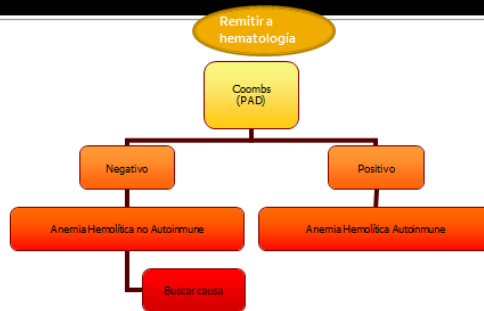 Remitir a
hematología
Coombs
(PAD)
Negativo
Positivo
Anemia Hemolítica no Autoinmune
Anemia Hemolítica Autoinmune
Buscar causa